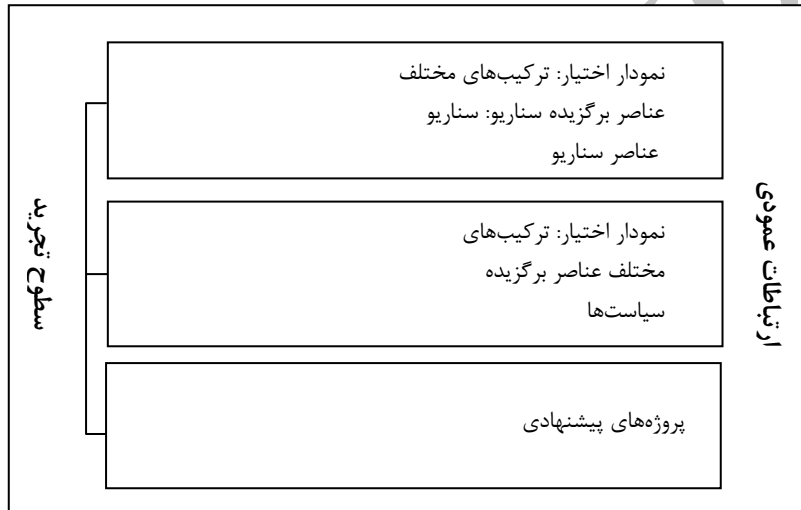 ارتباطات عمودی
نمودار اختیار: ترکیب‌های مختلف
عناصر برگزیده سناریو: سناریو
عناصر سناریو
نمودار اختیار: ترکیب‌های
مختلف عناصر برگزیده
سیاست‌ها
پروژه‌های پیشنهادی
سطوح تجرید